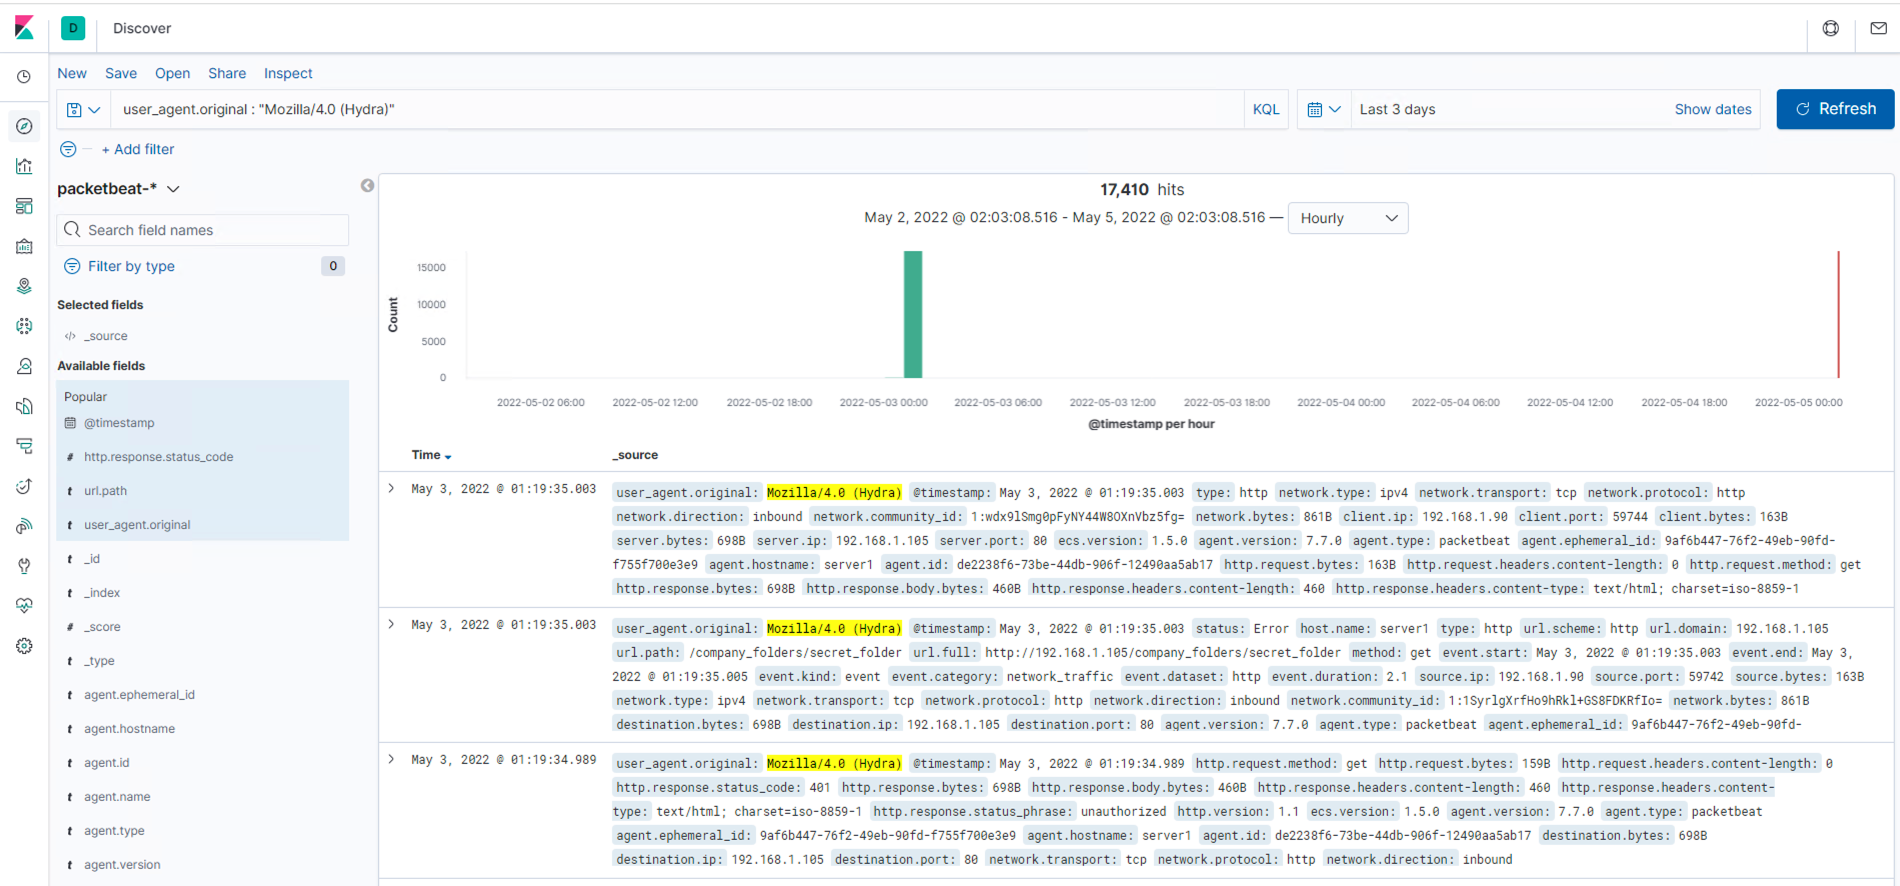 D Discover
New Save Open Share Inspect
user_agent.original : "Mozilla/4.0 (Hydra)" KQL Last 3 days Show dates Refresh
+ Add filter
packetbeat-*
Search field names
Filter by type 0
Selected fields
</> _source
Available fields
Popular
@timestamp
# http.response.status_code
t url.path
t user_agent.original
t _id
t _index
# _score
t _type
t agent.ephemeral_id
t agent.hostname
t agent.id
t agent.name
t agent.type
t agent.version
17,410 hits
May 2, 2022 @ 02:03:08.516 - May 5, 2022 @ 02:03:08.516 — Hourly
Count
15000
10000
5000
0
2022-05-02 06:00 2022-05-02 12:00 2022-05-02 18:00 2022-05-03 00:00 2022-05-03 06:00 2022-05-03 12:00 2022-05-03 18:00 2022-05-04 00:00 2022-05-04 06:00 2022-05-04 12:00 2022-05-04 18:00 2022-05-05 00:00
@timestamp per hour
Time _source
May 3, 2022 @ 01:19:35.003 user_agent.original: Mozilla/4.0 (Hydra) @timestamp: May 3, 2022 @ 01:19:35.003 type: http network.type: ipv4 network.transport: tcp network.protocol: http
network.direction: inbound network.community_id: 1:wdx9lSmg0pFyNY44W8OXnVbz5fg= network.bytes: 861B client.ip: 192.168.1.90 client.port: 59744 client.bytes: 163B
server.bytes: 698B server.ip: 192.168.1.105 server.port: 80 ecs.version: 1.5.0 agent.version: 7.7.0 agent.type: packetbeat agent.ephemeral_id: 9af6b447-76f2-49eb-90fd-
f755f700e3e9 agent.hostname: server1 agent.id: de2238f6-73be-44db-906f-12490aa5ab17 http.request.bytes: 163B http.request.headers.content-length: 0 http.request.method: get
http.response.bytes: 698B http.response.body.bytes: 460B http.response.headers.content-length: 460 http.response.headers.content-type: text/html; charset=iso-8859-1
May 3, 2022 @ 01:19:35.003 user_agent.original: Mozilla/4.0 (Hydra) @timestamp: May 3, 2022 @ 01:19:35.003 status: Error host.name: server1 type: http url.scheme: http url.domain: 192.168.1.105
url.path: /company_folders/secret_folder url.full: http://192.168.1.105/company_folders/secret_folder method: get event.start: May 3, 2022 @ 01:19:35.003 event.end: May 3,
2022 @ 01:19:35.005 event.kind: event event.category: network_traffic event.dataset: http event.duration: 2.1 source.ip: 192.168.1.90 source.port: 59742 source.bytes: 163B
network.type: ipv4 network.transport: tcp network.protocol: http network.direction: inbound network.community_id: 1:1SyrlgXrfHo9hRkl+GS8FDKRfIo= network.bytes: 861B
destination.bytes: 698B destination.ip: 192.168.1.105 destination.port: 80 agent.version: 7.7.0 agent.type: packetbeat agent.ephemeral_id: 9af6b447-76f2-49eb-90fd-
May 3, 2022 @ 01:19:34.989 user_agent.original: Mozilla/4.0 (Hydra) @timestamp: May 3, 2022 @ 01:19:34.989 http.request.method: get http.request.bytes: 159B http.request.headers.content-length: 0
http.response.status_code: 401 http.response.bytes: 698B http.response.body.bytes: 460B http.response.headers.content-length: 460 http.response.headers.content-
type: text/html; charset=iso-8859-1 http.response.status_phrase: unauthorized http.version: 1.1 ecs.version: 1.5.0 agent.version: 7.7.0 agent.type: packetbeat
agent.ephemeral_id: 9af6b447-76f2-49eb-90fd-f755f700e3e9 agent.hostname: server1 agent.id: de2238f6-73be-44db-906f-12490aa5ab17 destination.bytes: 698B
destination.ip: 192.168.1.105 destination.port: 80 network.transport: tcp network.protocol: http network.direction: inbound